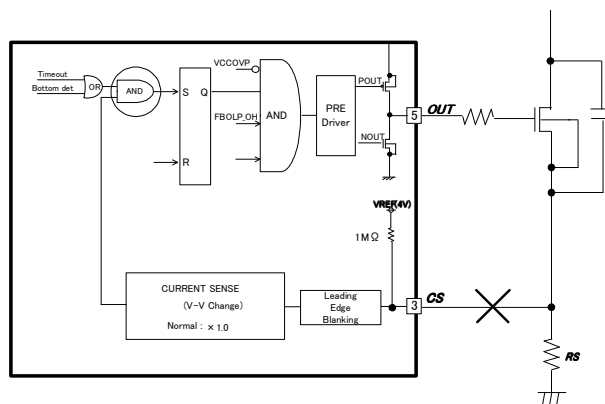 VCCOVP
Timeout
Bottom det
OR
AND
S Q
R
FBOLP_OH
AND
PRE
Driver
POUT
NOUT
5 OUT
VREF(4V)
1MΩ
CURRENT SENSE
(V-V Change)
Normal : ×1.0
Leading
Edge
Blanking
3 CS
RS